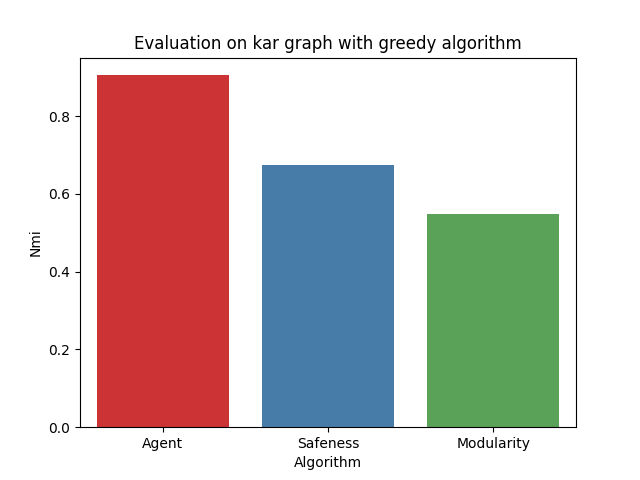 Evaluation on kar graph with greedy algorithm
Nmi
0.8
0.6
0.4
0.2
0.0
Agent Safeness Modularity
Algorithm